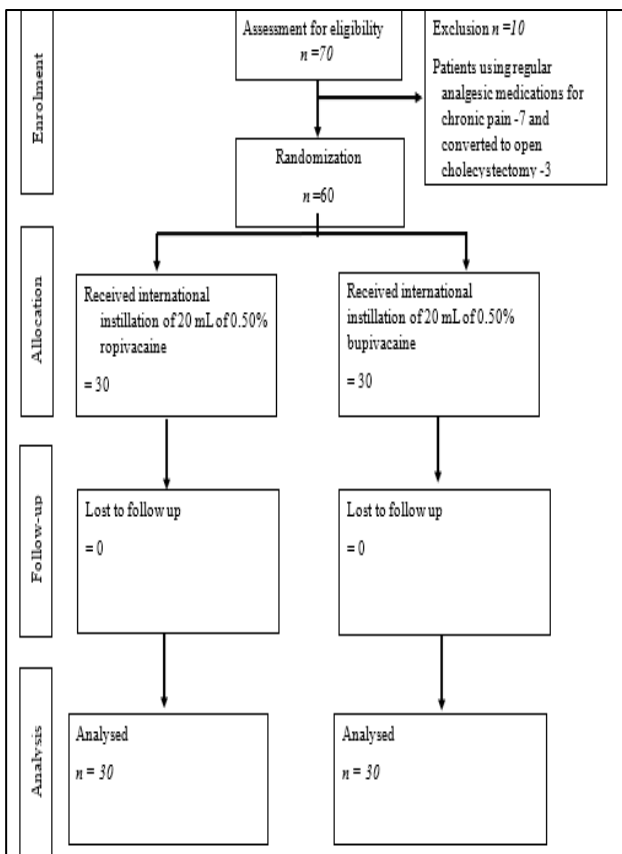 Enrolment
Assessment for eligibility
n =70
Exclusion n =10
Patients using regular
analgesic medications for
chronic pain -7 and
converted to open
cholecystectomy -3
Randomization
n =60
Allocation
Received international
instillation of 20 mL of 0.50%
ropivacaine
= 30
Received international
instillation of 20 mL of 0.50%
bupivacaine
= 30
Follow-up
Lost to follow up
= 0
Lost to follow up
= 0
Analysis
Analysed
n = 30
Analysed
n = 30